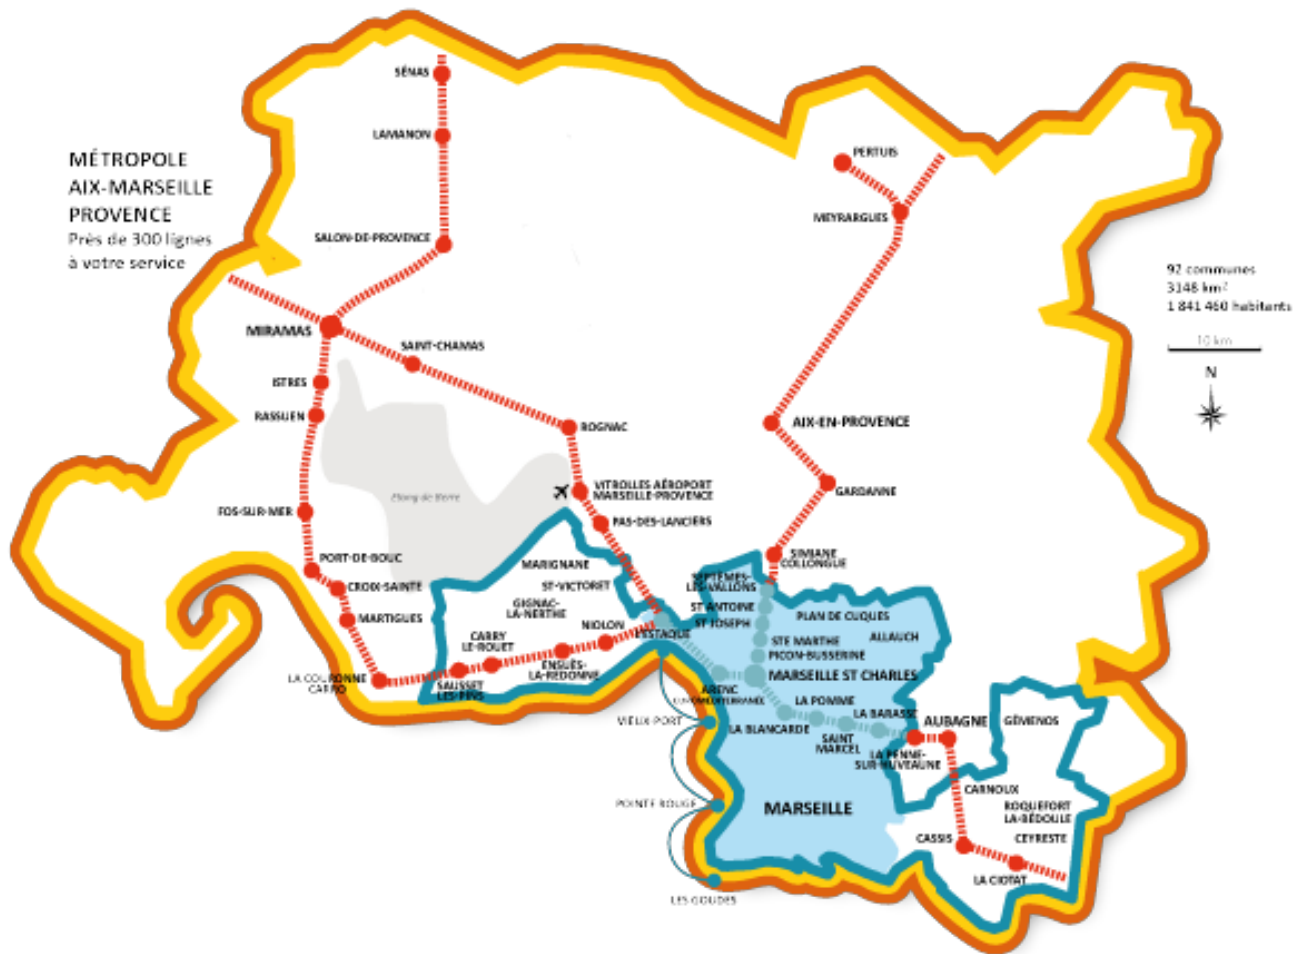 SÉNAS
LAMANON
MÉTROPOLE
AIX-MARSEILLE
PROVENCE
Près de 300 lignes
à votre service
PERTUIS
MEYRARGUES
SALON-DE-PROVENCE
92 communes
3148 km²
1 841 460 habitants
10 km
N
MIRAMAS
SAINT-CHAMAS
ISTRES
RASSUEN
ROGNAC
AIX-EN-PROVENCE
VITROLLES AÉROPORT
MARSEILLE-PROVENCE
GARDANNE
Etang de Berre
FOS-SUR-MER
PAS-DES-LANCIERS
PORT-DE-BOUC
MARIGNANE
SIMIANE
COLLONGUE
CROIX-SAINTE
ST-VICTORET
SEPTÈMES-
LES-VALLONS
GIGNAC-
LA-NERTHE
ST ANTOINE
PLAN DE CUQUES
MARTIGUES
NIOLON
L'ESTAQUE
ST JOSEPH
ALLAUCH
CARRY
LE-ROUET
STE MARTHE
PICON-BUSSERINE
ENSUÈS-
LA-REDONNE
LA COURONNE
CARRO
SAUSSET
LES-PINS
MARSEILLE ST CHARLES
ARENC
EUROMÉDITERRANÉE
LA POMME
VIEUX-PORT
LA BLANCARDE
LA BARASSE
AUBAGNE
GÉMENOS
SAINT
MARCEL
LA PENNE-
SUR-HUVEAUNE
CARNOUX
POINTE ROUGE
MARSEILLE
ROQUEFORT
LA-BÉDOULE
CASSIS
CEYRESTE
LA CIOTAT
LES GOUDES